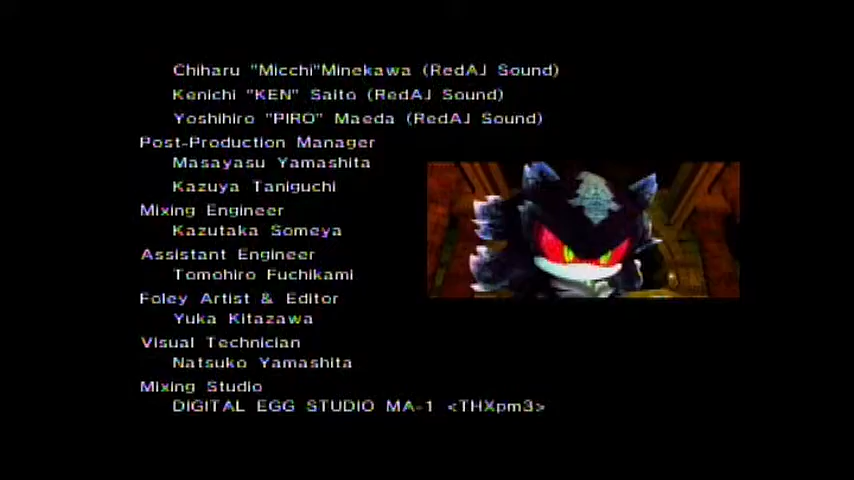 Chiharu "Micchi"Minekawa (RedAJ Sound)
Kenichi "KEN" Saito (RedAJ Sound)
Yoshihiro "PIRO" Maeda (RedAJ Sound)
Post-Production Manager
Masayasu Yamashita
Kazuya Taniguchi
Mixing Engineer
Kazutaka Someya
Assistant Engineer
Tomohiro Fuchikami
Foley Artist & Editor
Yuka Kitazawa
Visual Technician
Natsuko Yamashita
Mixing Studio
DIGITAL EGG STUDIO MA-1 <THXpm3>